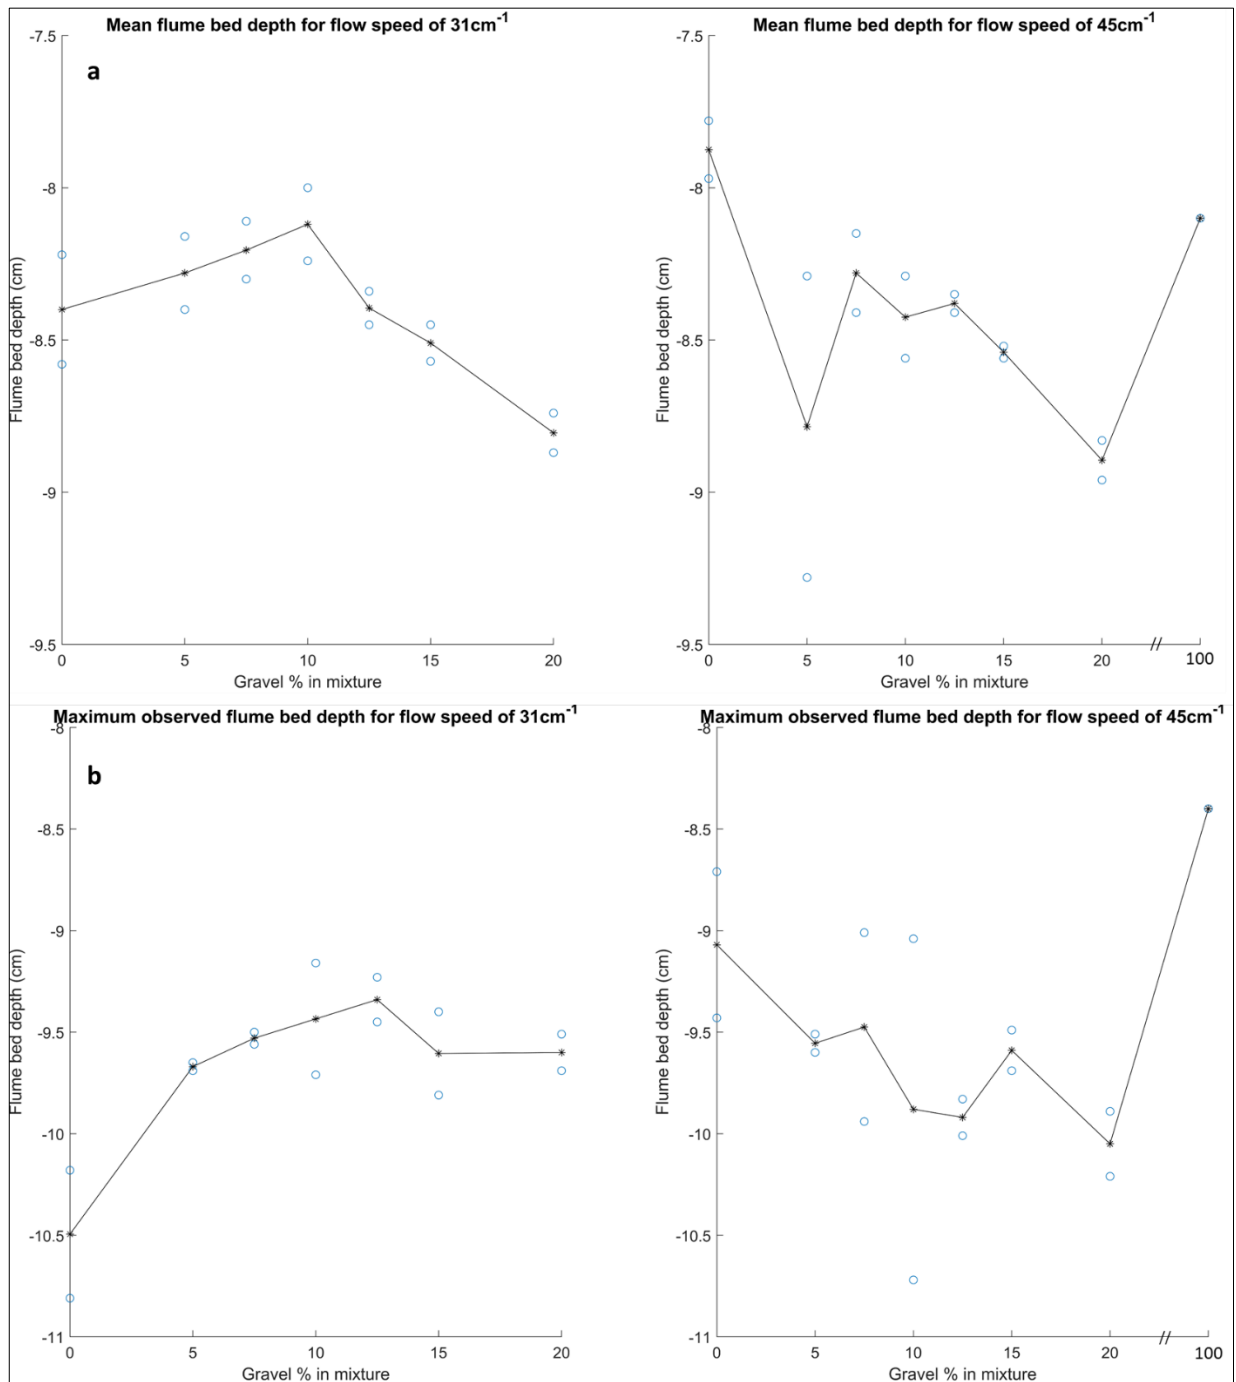 Mean flume bed depth for flow speed of 31cm⁻¹
a
-7.5
-8
-8.5
-9
-9.5
Flume bed depth (cm)
0 5 10 15 20
Gravel % in mixture
Mean flume bed depth for flow speed of 45cm⁻¹
-7.5
-8
-8.5
-9
-9.5
Flume bed depth (cm)
0 5 10 15 20 // 100
Gravel % in mixture
Maximum observed flume bed depth for flow speed of 31cm⁻¹
b
-8
-8.5
-9
-9.5
-10
-10.5
-11
Flume bed depth (cm)
0 5 10 15 20
Gravel % in mixture
Maximum observed flume bed depth for flow speed of 45cm⁻¹
-8
-8.5
-9
-9.5
-10
-10.5
-11
Flume bed depth (cm)
0 5 10 15 20 // 100
Gravel % in mixture